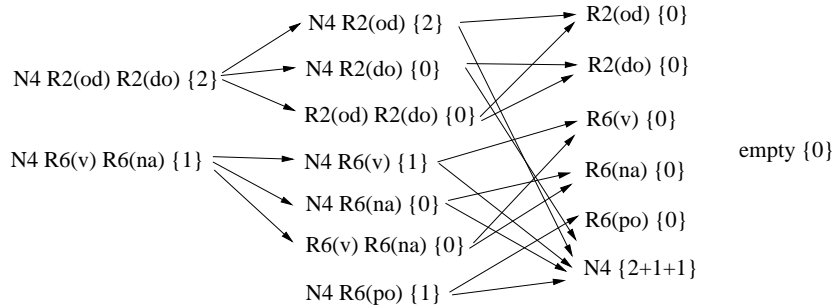 N4 R2(od) R2(do) {2}
N4 R6(v) R6(na) {1}
N4 R2(od) {2}
N4 R2(do) {0}
R2(od) R2(do) {0}
N4 R6(v) {1}
N4 R6(na) {0}
R6(v) R6(na) {0}
N4 R6(po) {1}
R2(od) {0}
R2(do) {0}
R6(v) {0}
R6(na) {0}
R6(po) {0}
N4 {2+1+1}
empty {0}